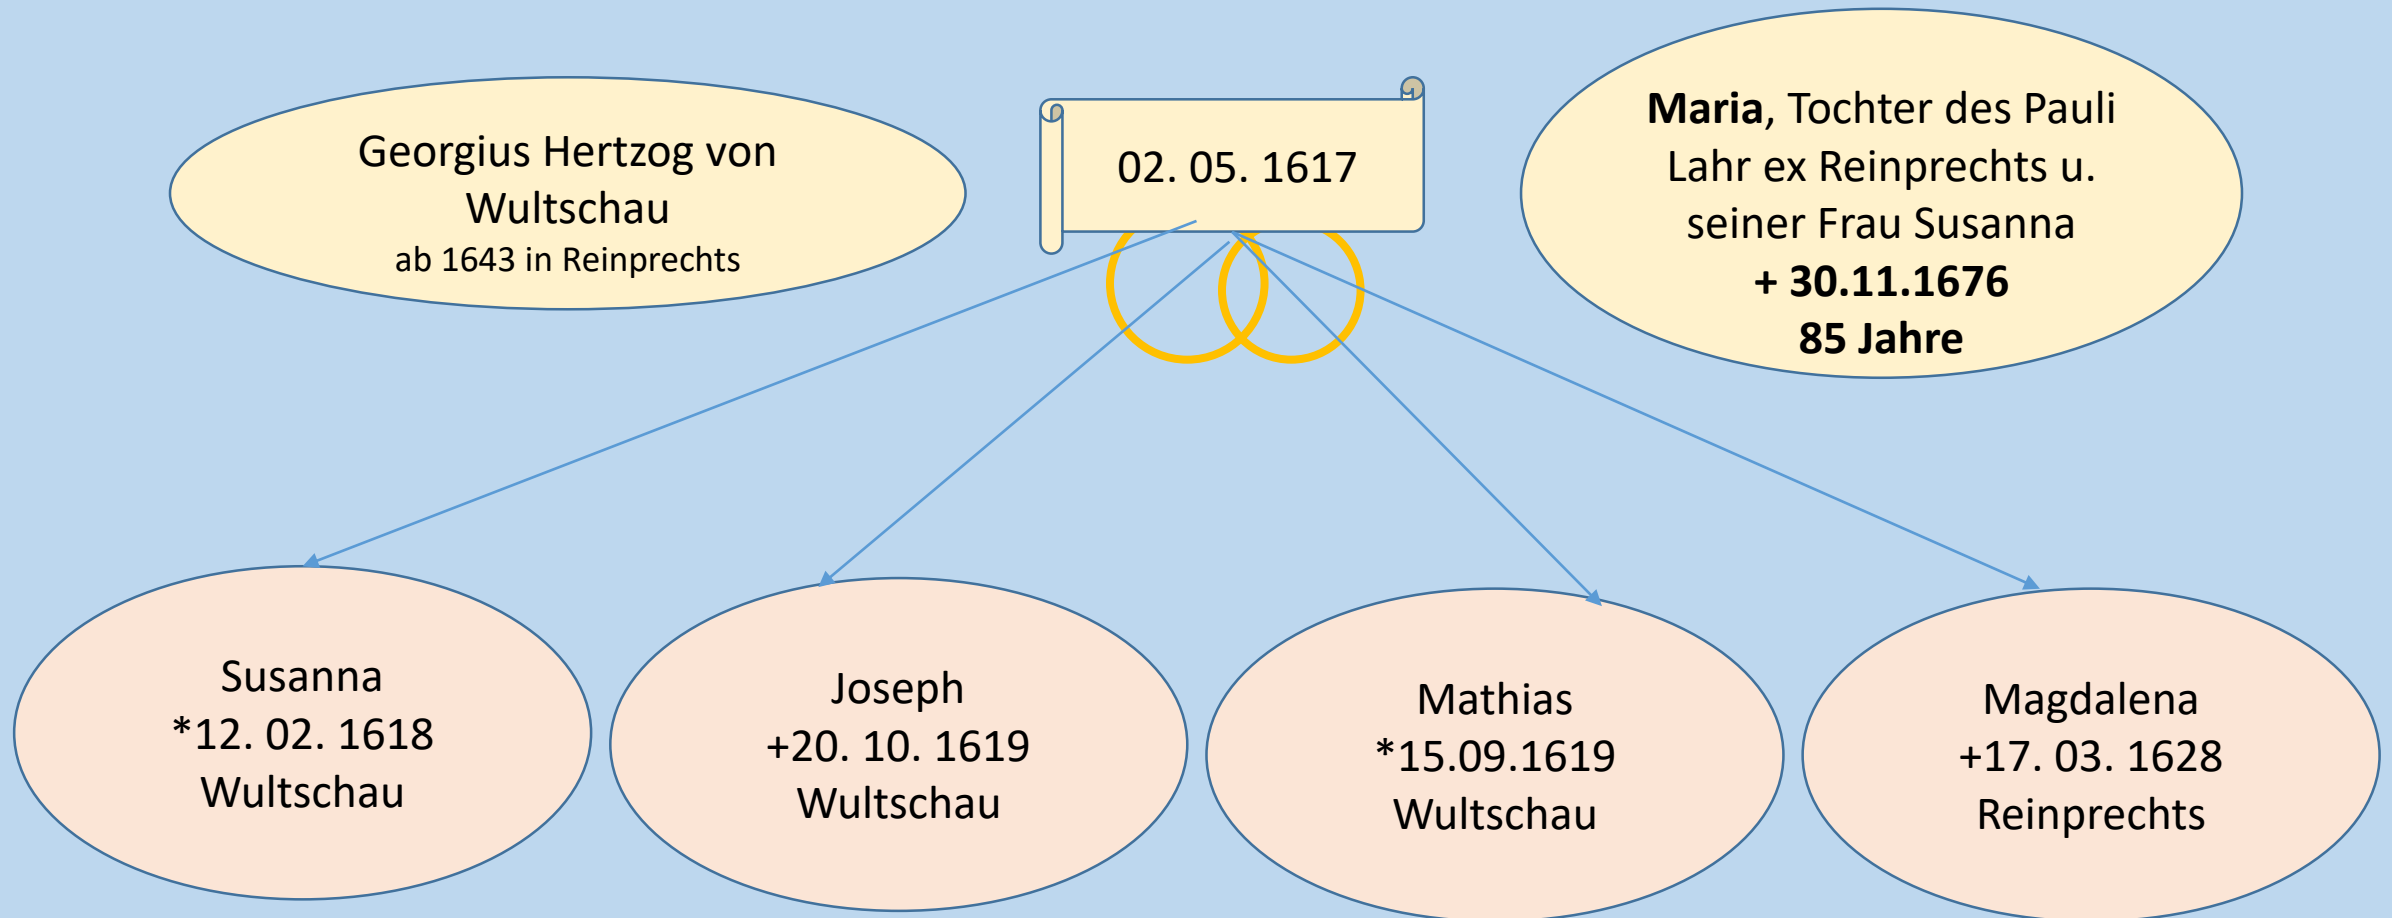 Georgius Hertzog von
Wultschau
ab 1643 in Reinprechts
02. 05. 1617
Maria, Tochter des Pauli
Lahr ex Reinprechts u.
seiner Frau Susanna
+ 30.11.1676
85 Jahre
Susanna
*12. 02. 1618
Wultschau
Joseph
+20. 10. 1619
Wultschau
Mathias
*15.09.1619
Wultschau
Magdalena
+17. 03. 1628
Reinprechts